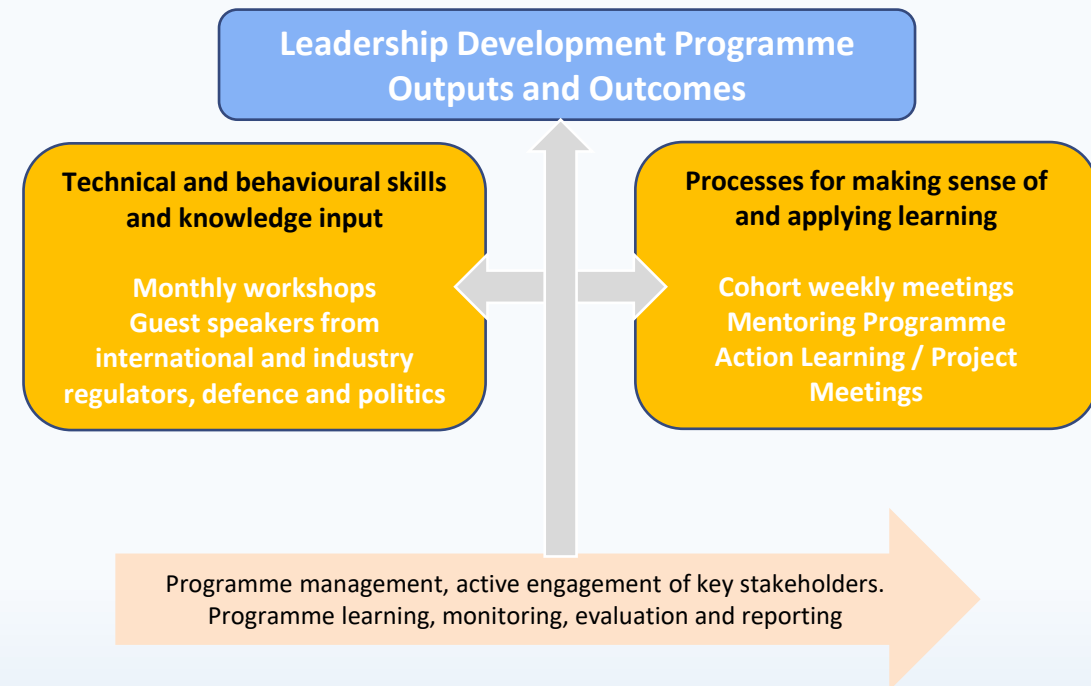 Leadership Development Programme
Outputs and Outcomes
Technical and behavioural skills
and knowledge input
Monthly workshops
Guest speakers from
international and industry
regulators, defence and politics
Processes for making sense of
and applying learning
Cohort weekly meetings
Mentoring Programme
Action Learning / Project
Meetings
Programme management, active engagement of key stakeholders.
Programme learning, monitoring, evaluation and reporting